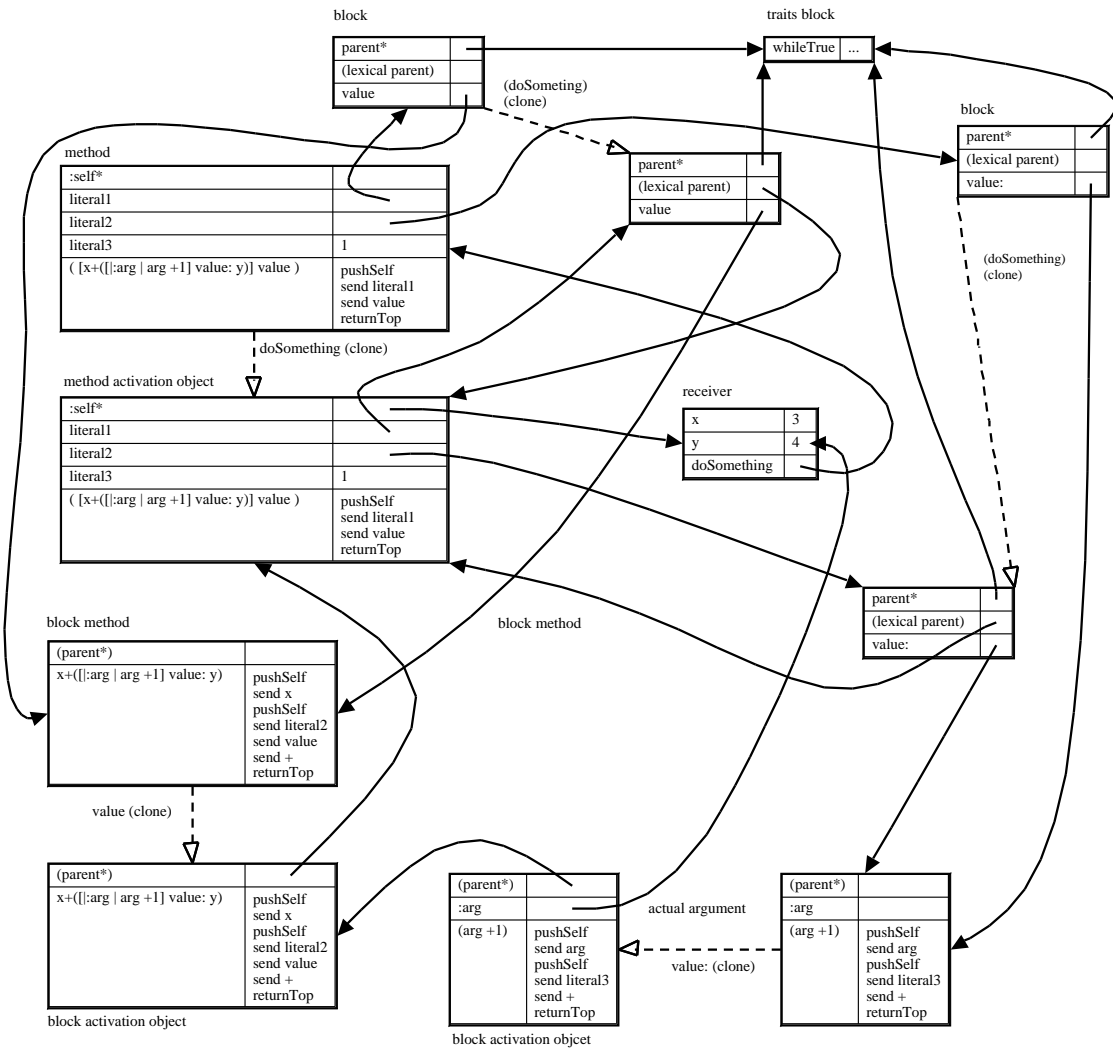 block
parent*
(lexical parent)
value
traits block
whileTrue ...
(doSometing)
(clone)
block
parent*
(lexical parent)
value:
parent*
(lexical parent)
value
method
:self*
literal1
literal2
literal3 1
( [x+([|:arg | arg +1] value: y)] value ) pushSelf
send literal1
send value
returnTop
(doSomething)
(clone)
doSomething (clone)
method activation object
:self*
literal1
literal2
literal3 1
( [x+([|:arg | arg +1] value: y)] value ) pushSelf
send literal1
send value
returnTop
receiver
x 3
y 4
doSomething
parent*
(lexical parent)
value:
block method
block method
(parent*)
x+([|:arg | arg +1] value: y) pushSelf
send x
pushSelf
send literal2
send value
send +
returnTop
value (clone)
(parent*)
x+([|:arg | arg +1] value: y) pushSelf
send x
pushSelf
send literal2
send value
send +
returnTop
block activation object
(parent*)
:arg
(arg +1) pushSelf
send arg
pushSelf
send literal3
send +
returnTop
block activation objcet
actual argument
value: (clone)
(parent*)
:arg
(arg +1) pushSelf
send arg
pushSelf
send literal3
send +
returnTop